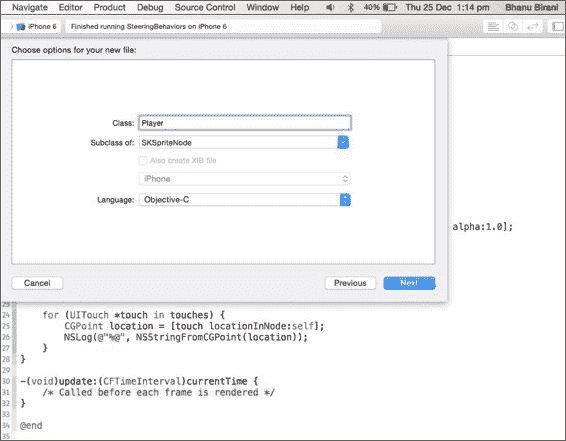 Navigate Editor Product Debug Source Control Window Help 40% Thu 25 Dec 1:14 pm Bhanu Birani
iPhone 6 Finished running SteeringBehaviors on iPhone 6
Choose options for your new file:
Class: Player
Subclass of: SKSpriteNode
Also create XIB file
iPhone
Language: Objective-C
alpha:1.0];
Cancel Previous Next
23
24 for (UITouch *touch in touches) {
25 CGPoint location = [touch locationInNode:self];
26 NSLog(@"%@", NSStringFromCGPoint(location));
27 }
28 }
29
30 -(void)update:(CFTimeInterval)currentTime {
31 /* Called before each frame is rendered */
32 }
33
34 @end
35